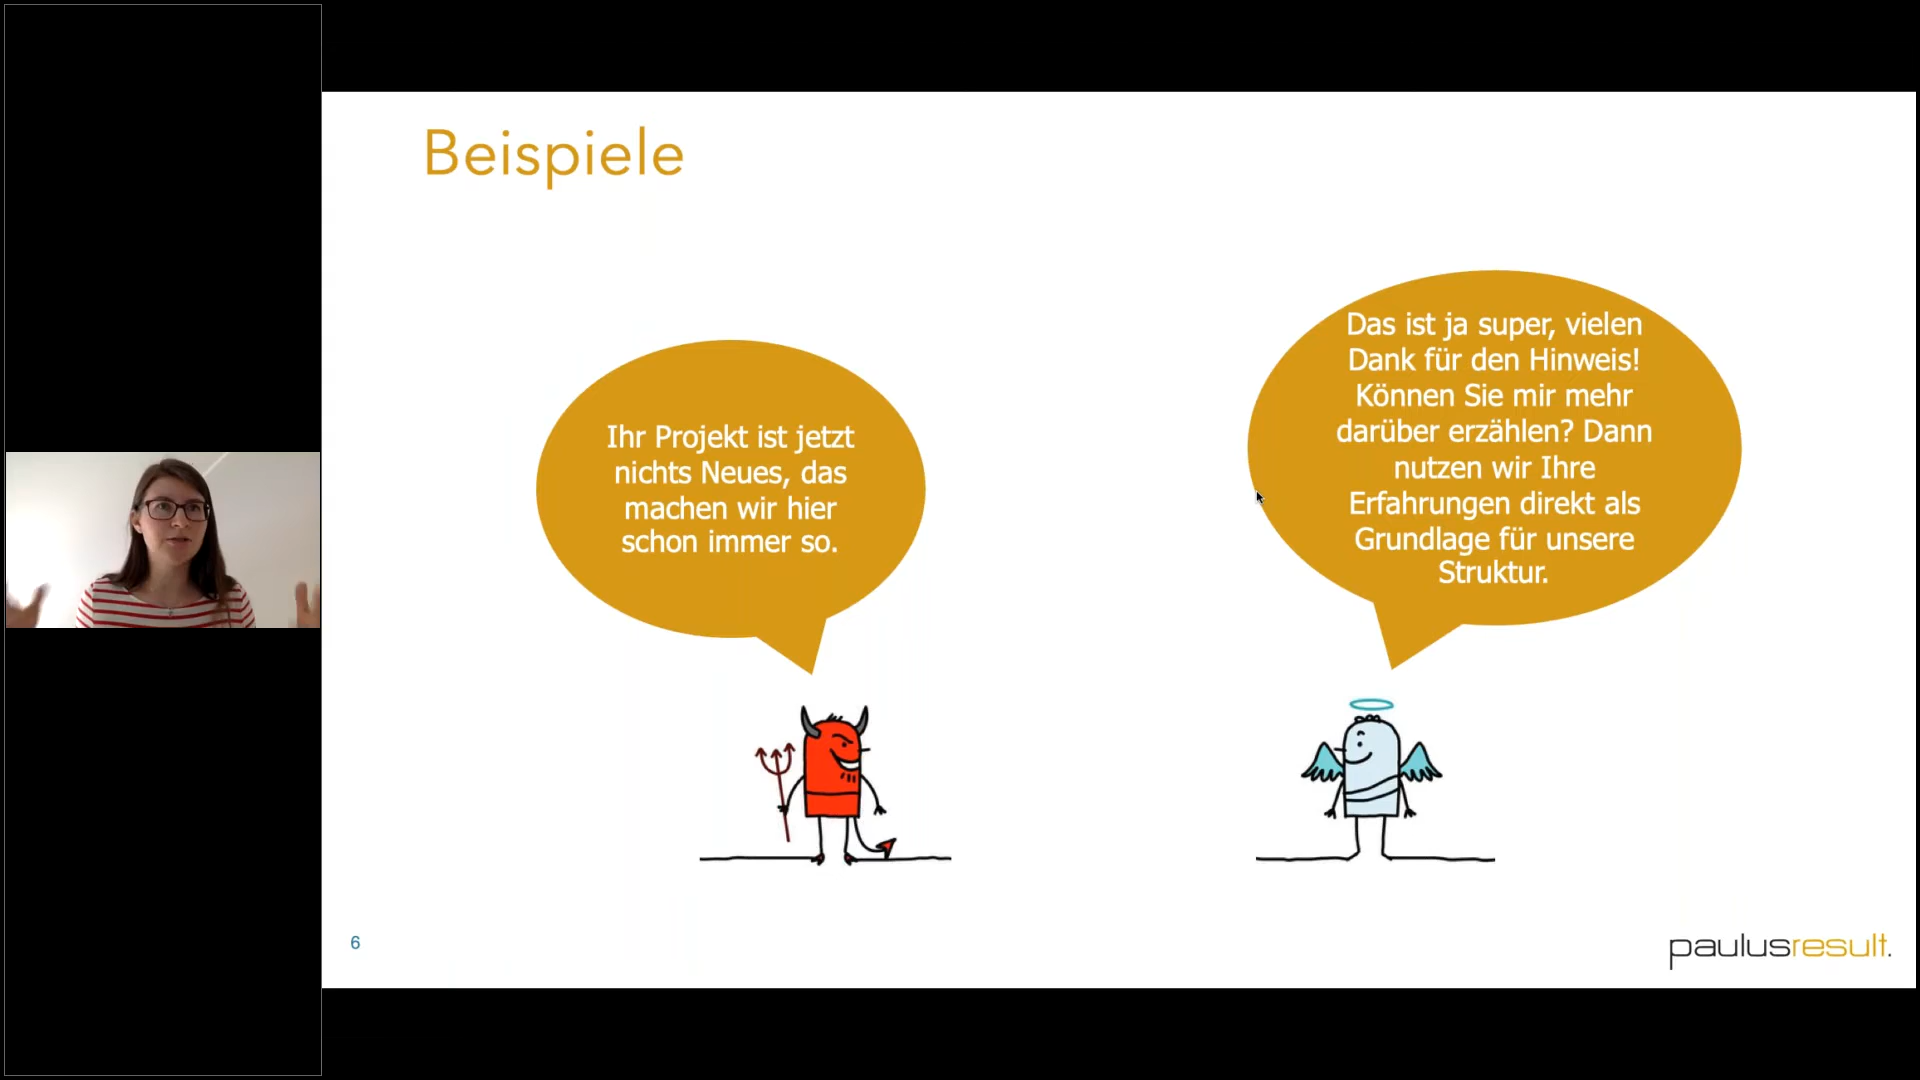 Beispiele
Ihr Projekt ist jetzt
nichts Neues, das
machen wir hier
schon immer so.
Das ist ja super, vielen
Dank für den Hinweis!
Können Sie mir mehr
darüber erzählen? Dann
nutzen wir Ihre
Erfahrungen direkt als
Grundlage für unsere
Struktur.
6
paulusresult.